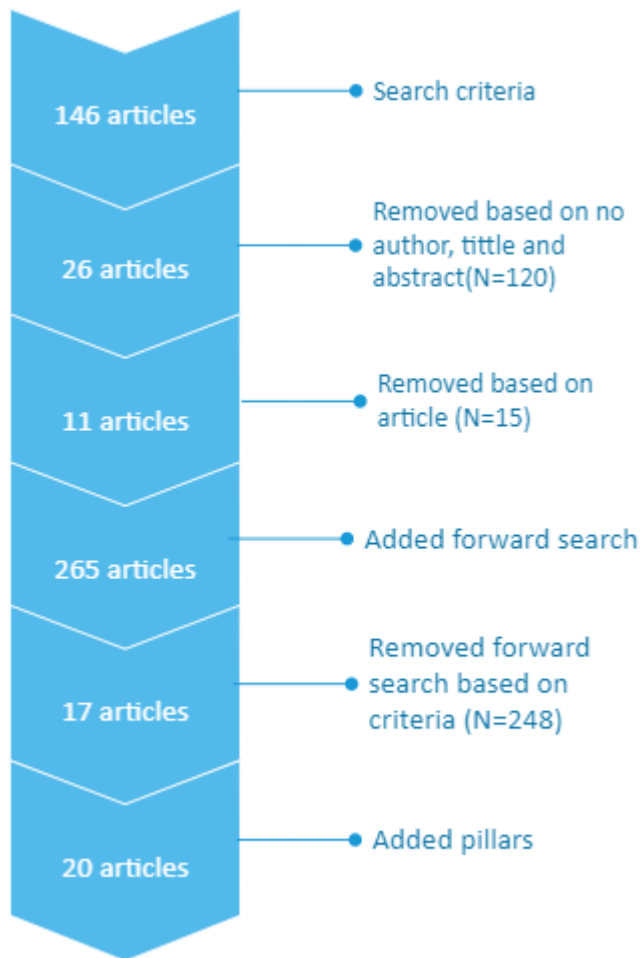 146 articles
Search criteria
26 articles
Removed based on no
author, tittle and
abstract(N=120)
11 articles
Removed based on
article (N=15)
265 articles
Added forward search
17 articles
Removed forward
search based on
criteria (N=248)
20 articles
Added pillars